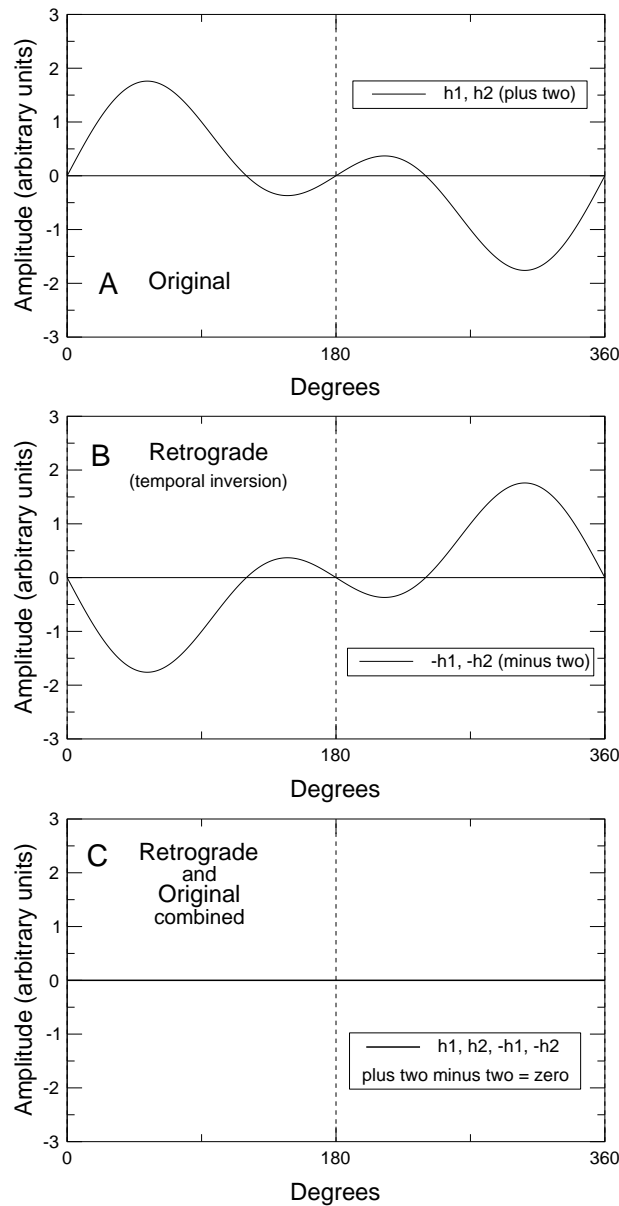 3
2
1
0
-1
-2
-3
Amplitude (arbitrary units)
h1, h2 (plus two)
A Original
0 180 360
Degrees
3
2
1
0
-1
-2
-3
Amplitude (arbitrary units)
B Retrograde
(temporal inversion)
-h1, -h2 (minus two)
0 180 360
Degrees
3
2
1
0
-1
-2
-3
Amplitude (arbitrary units)
C Retrograde
and
Original
combined
h1, h2, -h1, -h2
plus two minus two = zero
0 180 360
Degrees